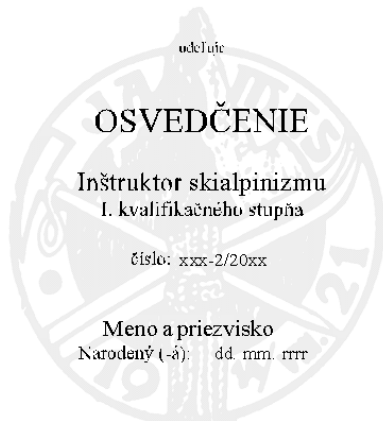 udeľuje
OSVEDČENIE
Inštruktor skialpinizmu
I. kvalifikačného stupňa
číslo: xxx-2/20xx
Meno a priezvisko
Narodený (-á): dd. mm. rrrr